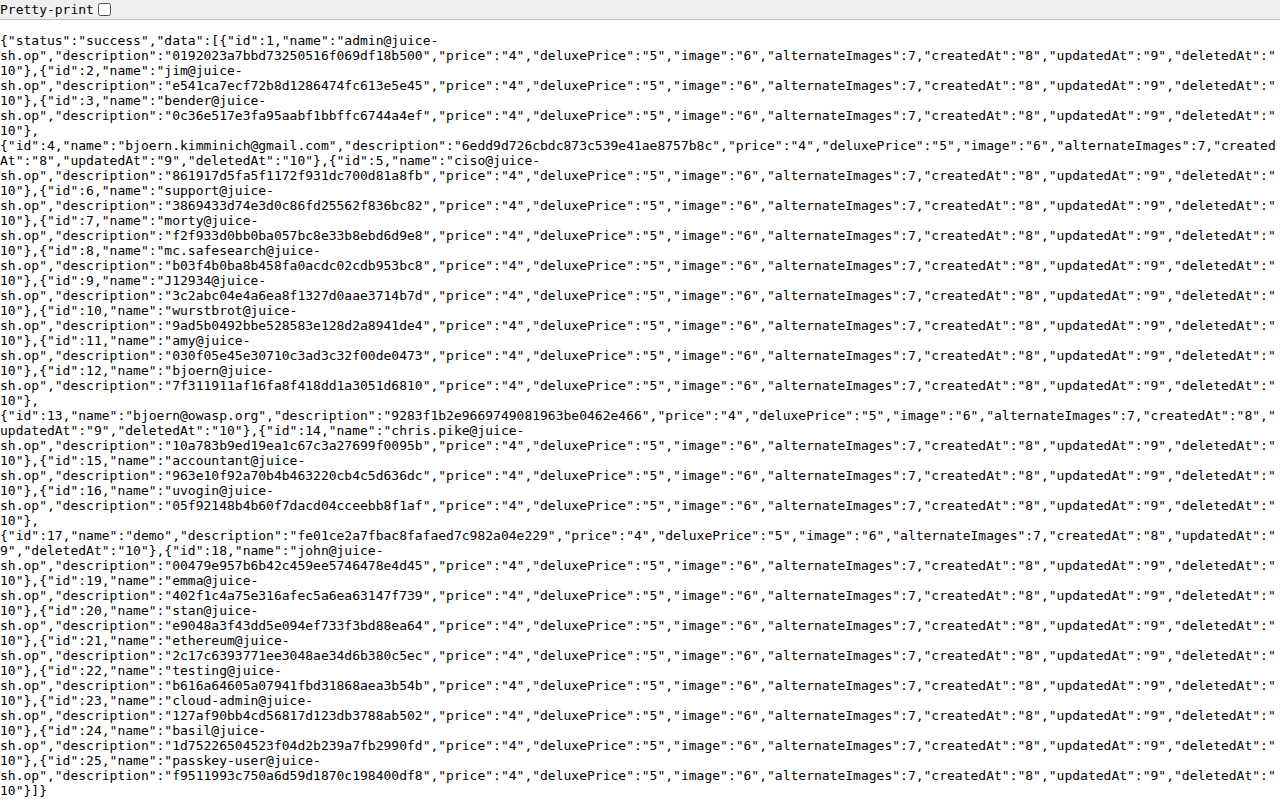 Pretty-print
{"status":"success","data":[{"id":1,"name":"admin@juice-
sh.op","description":"0192023a7bbd73250516f069df18b500","price":"4","deluxePrice":"5","image":"6","alternateImages":7,"createdAt":"8","updatedAt":"9","deletedAt":"
10"},{"id":2,"name":"jim@juice-
sh.op","description":"e541ca7ecf72b8d1286474fc613e5e45","price":"4","deluxePrice":"5","image":"6","alternateImages":7,"createdAt":"8","updatedAt":"9","deletedAt":"
10"},{"id":3,"name":"bender@juice-
sh.op","description":"0c36e517e3fa95aabf1bbffc6744a4ef","price":"4","deluxePrice":"5","image":"6","alternateImages":7,"createdAt":"8","updatedAt":"9","deletedAt":"
10"},
{"id":4,"name":"bjoern.kimminich@gmail.com","description":"6edd9d726cbdc873c539e41ae8757b8c","price":"4","deluxePrice":"5","image":"6","alternateImages":7,"created
At":"8","updatedAt":"9","deletedAt":"10"},{"id":5,"name":"ciso@juice-
sh.op","description":"861917d5fa5f1172f931dc700d81a8fb","price":"4","deluxePrice":"5","image":"6","alternateImages":7,"createdAt":"8","updatedAt":"9","deletedAt":"
10"},{"id":6,"name":"support@juice-
sh.op","description":"3869433d74e3d0c86fd25562f836bc82","price":"4","deluxePrice":"5","image":"6","alternateImages":7,"createdAt":"8","updatedAt":"9","deletedAt":"
10"},{"id":7,"name":"morty@juice-
sh.op","description":"f2f933d0bb0ba057bc8e33b8ebd6d9e8","price":"4","deluxePrice":"5","image":"6","alternateImages":7,"createdAt":"8","updatedAt":"9","deletedAt":"
10"},{"id":8,"name":"mc.safesearch@juice-
sh.op","description":"b03f4b0ba8b458fa0acdc02cdb953bc8","price":"4","deluxePrice":"5","image":"6","alternateImages":7,"createdAt":"8","updatedAt":"9","deletedAt":"
10"},{"id":9,"name":"J12934@juice-
sh.op","description":"3c2abc04e4a6ea8f1327d0aae3714b7d","price":"4","deluxePrice":"5","image":"6","alternateImages":7,"createdAt":"8","updatedAt":"9","deletedAt":"
10"},{"id":10,"name":"wurstbrot@juice-
sh.op","description":"9ad5b0492bbe528583e128d2a8941de4","price":"4","deluxePrice":"5","image":"6","alternateImages":7,"createdAt":"8","updatedAt":"9","deletedAt":"
10"},{"id":11,"name":"amy@juice-
sh.op","description":"030f05e45e30710c3ad3c32f00de0473","price":"4","deluxePrice":"5","image":"6","alternateImages":7,"createdAt":"8","updatedAt":"9","deletedAt":"
10"},{"id":12,"name":"bjoern@juice-
sh.op","description":"7f311911af16fa8f418dd1a3051d6810","price":"4","deluxePrice":"5","image":"6","alternateImages":7,"createdAt":"8","updatedAt":"9","deletedAt":"
10"},
{"id":13,"name":"bjoern@owasp.org","description":"9283f1b2e9669749081963be0462e466","price":"4","deluxePrice":"5","image":"6","alternateImages":7,"createdAt":"8","
updatedAt":"9","deletedAt":"10"},{"id":14,"name":"chris.pike@juice-
sh.op","description":"10a783b9ed19ea1c67c3a27699f0095b","price":"4","deluxePrice":"5","image":"6","alternateImages":7,"createdAt":"8","updatedAt":"9","deletedAt":"
10"},{"id":15,"name":"accountant@juice-
sh.op","description":"963e10f92a70b4b463220cb4c5d636dc","price":"4","deluxePrice":"5","image":"6","alternateImages":7,"createdAt":"8","updatedAt":"9","deletedAt":"
10"},{"id":16,"name":"uvogin@juice-
sh.op","description":"05f92148b4b60f7dacd04cceebb8f1af","price":"4","deluxePrice":"5","image":"6","alternateImages":7,"createdAt":"8","updatedAt":"9","deletedAt":"
10"},
{"id":17,"name":"demo","description":"fe01ce2a7fbac8fafaed7c982a04e229","price":"4","deluxePrice":"5","image":"6","alternateImages":7,"createdAt":"8","updatedAt":"
9","deletedAt":"10"},{"id":18,"name":"john@juice-
sh.op","description":"00479e957b6b42c459ee5746478e4d45","price":"4","deluxePrice":"5","image":"6","alternateImages":7,"createdAt":"8","updatedAt":"9","deletedAt":"
10"},{"id":19,"name":"emma@juice-
sh.op","description":"402f1c4a75e316afec5a6ea63147f739","price":"4","deluxePrice":"5","image":"6","alternateImages":7,"createdAt":"8","updatedAt":"9","deletedAt":"
10"},{"id":20,"name":"stan@juice-
sh.op","description":"e9048a3f43dd5e094ef733f3bd88ea64","price":"4","deluxePrice":"5","image":"6","alternateImages":7,"createdAt":"8","updatedAt":"9","deletedAt":"
10"},{"id":21,"name":"ethereum@juice-
sh.op","description":"2c17c6393771ee3048ae34d6b380c5ec","price":"4","deluxePrice":"5","image":"6","alternateImages":7,"createdAt":"8","updatedAt":"9","deletedAt":"
10"},{"id":22,"name":"testing@juice-
sh.op","description":"b616a64605a07941fbd31868aea3b54b","price":"4","deluxePrice":"5","image":"6","alternateImages":7,"createdAt":"8","updatedAt":"9","deletedAt":"
10"},{"id":23,"name":"cloud-admin@juice-
sh.op","description":"127af90bb4cd56817d123db3788ab502","price":"4","deluxePrice":"5","image":"6","alternateImages":7,"createdAt":"8","updatedAt":"9","deletedAt":"
10"},{"id":24,"name":"basil@juice-
sh.op","description":"1d75226504523f04d2b239a7fb2990fd","price":"4","deluxePrice":"5","image":"6","alternateImages":7,"createdAt":"8","updatedAt":"9","deletedAt":"
10"},{"id":25,"name":"passkey-user@juice-
sh.op","description":"f9511993c750a6d59d1870c198400df8","price":"4","deluxePrice":"5","image":"6","alternateImages":7,"createdAt":"8","updatedAt":"9","deletedAt":"
10"}]}